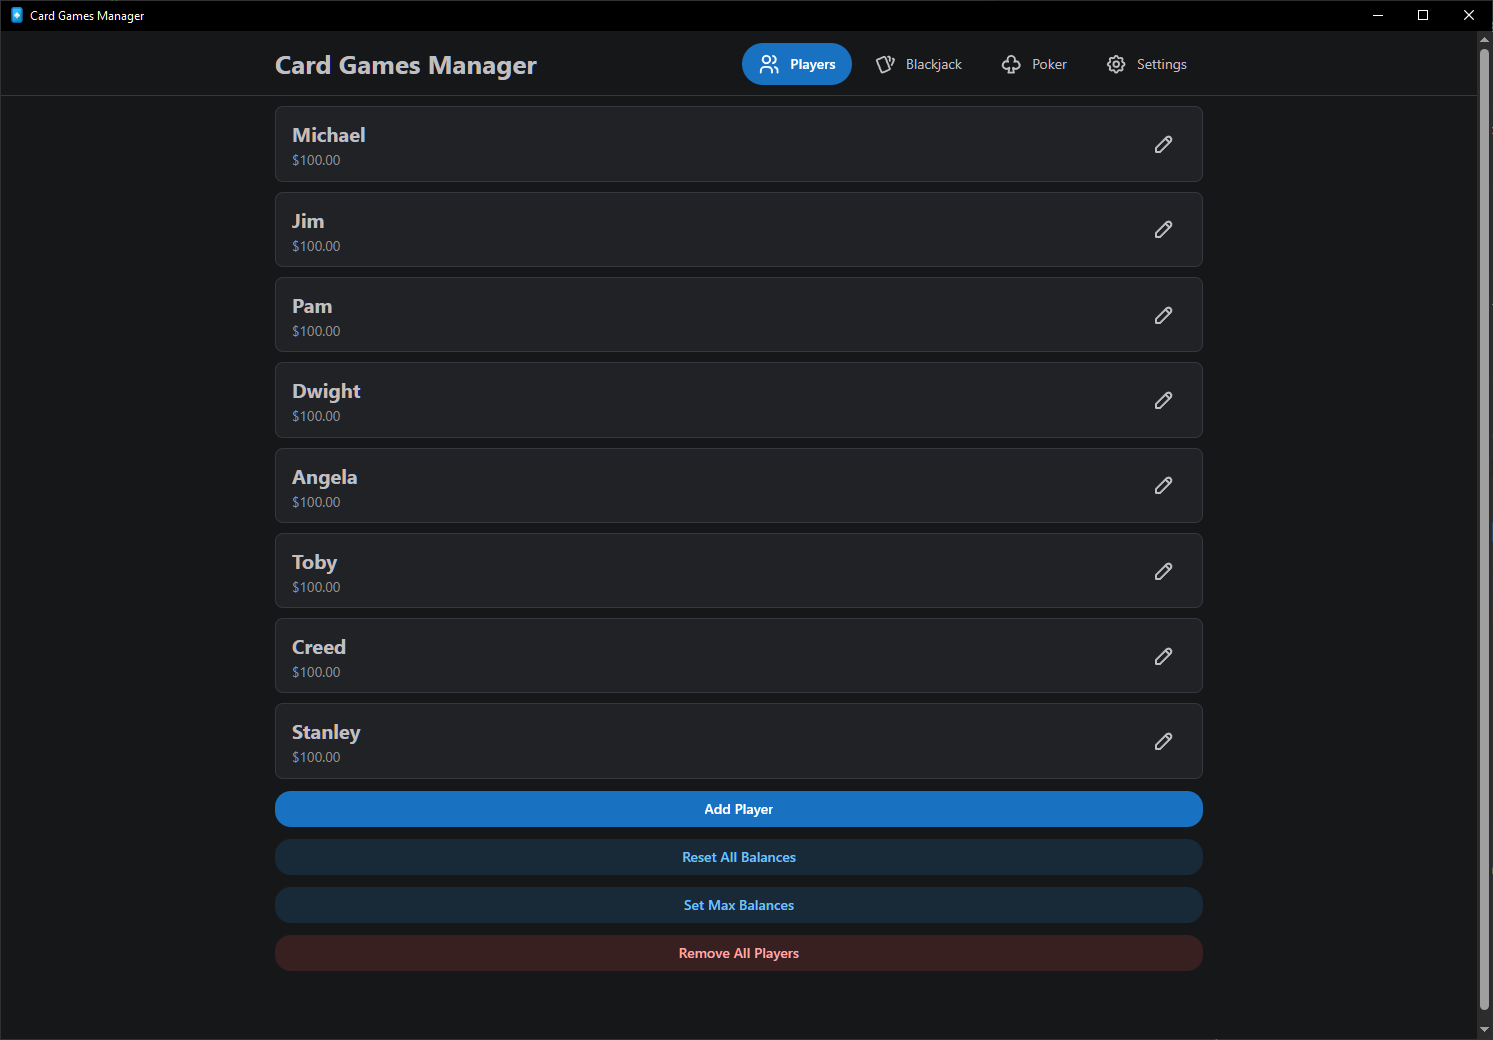 Card Games Manager
Card Games Manager
Players
Blackjack
Poker
Settings
Michael
$100.00
Jim
$100.00
Pam
$100.00
Dwight
$100.00
Angela
$100.00
Toby
$100.00
Creed
$100.00
Stanley
$100.00
Add Player
Reset All Balances
Set Max Balances
Remove All Players